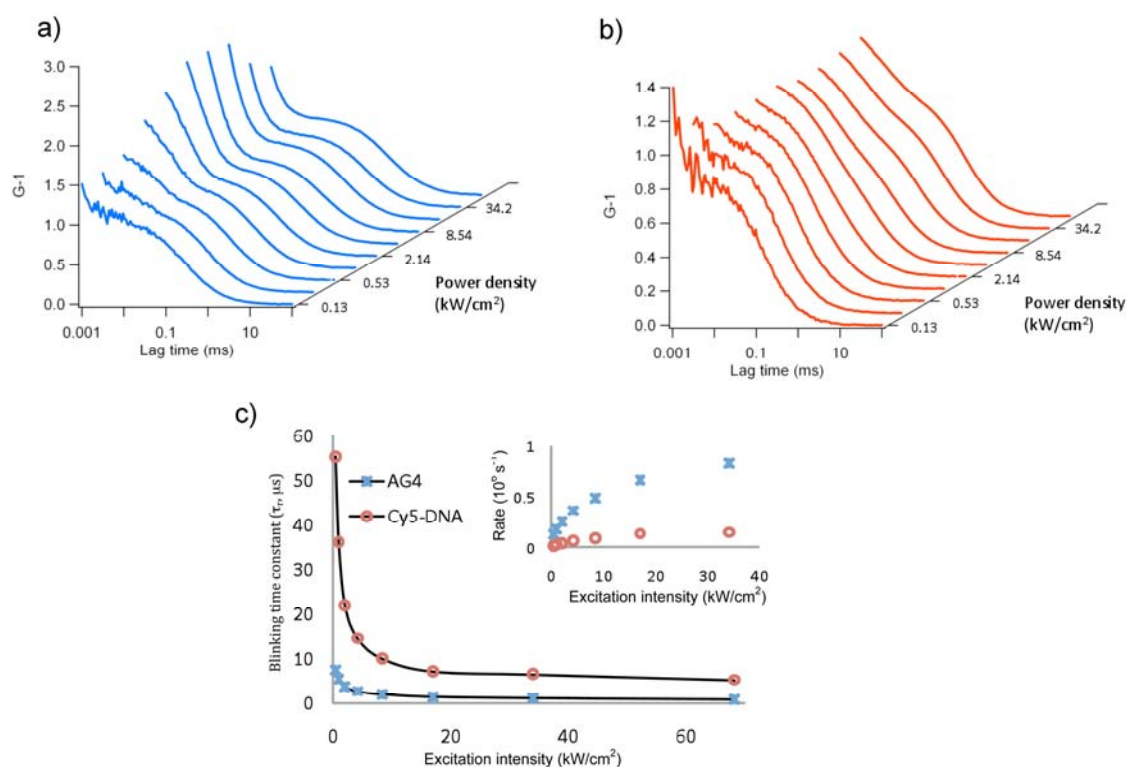 a)
G-1
3.0
2.5
2.0
1.5
1.0
0.5
0.0
0.001
0.1
10
Lag time (ms)
34.2
8.54
2.14
0.53
0.13
Power density
(kW/cm²)
b)
G-1
1.4
1.2
1.0
0.8
0.6
0.4
0.2
0.0
0.001
0.1
10
Lag time (ms)
34.2
8.54
2.14
0.53
0.13
Power density
(kW/cm²)
c)
Blinking time constant (τᵣ, μs)
60
50
40
30
20
10
0
0
20
40
60
Excitation intensity (kW/cm²)
AG4
Cy5-DNA
Rate (10⁶ s⁻¹)
1
0.5
0
0
10
20
30
40
Excitation intensity (kW/cm²)